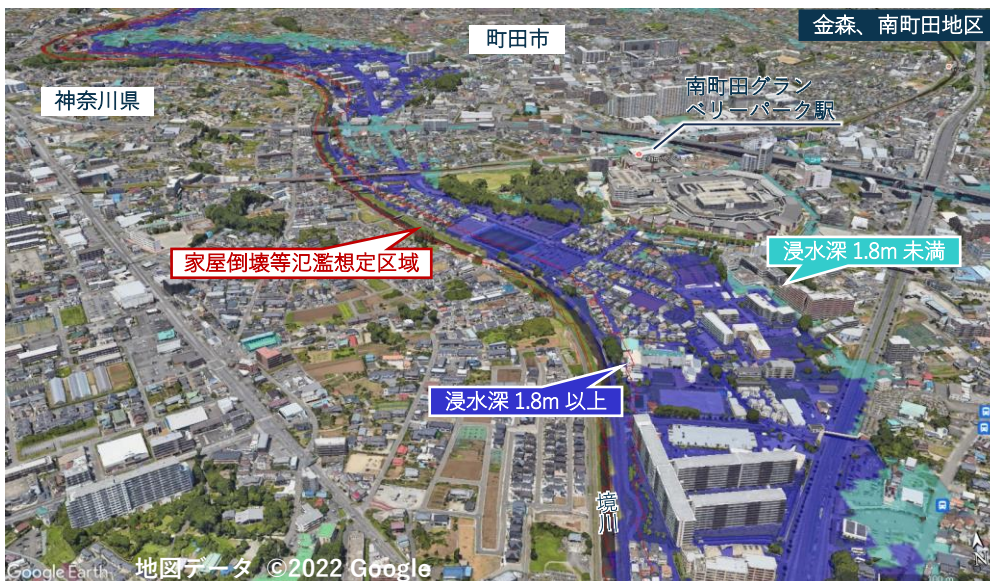 金森、南町田地区
町田市
神奈川県
南町田グラン
ベリーパーク駅
家屋倒壊等氾濫想定区域
浸水深 1.8m 未満
浸水深 1.8m 以上
境川
N
Google Earth
地図データ ©2022 Google